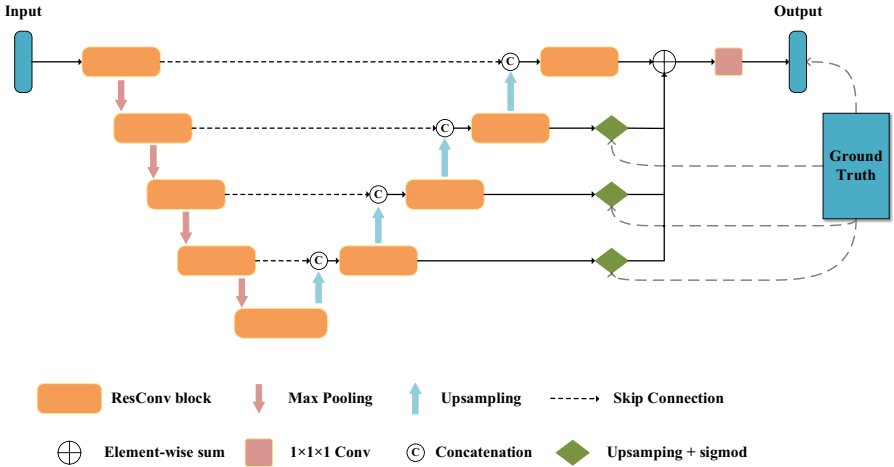 Input
Output
C
C
C
C
Ground
Truth
ResConv block
Max Pooling
Upsampling
Skip Connection
Element-wise sum
1×1×1 Conv
C
Concatenation
Upsamping + sigmod